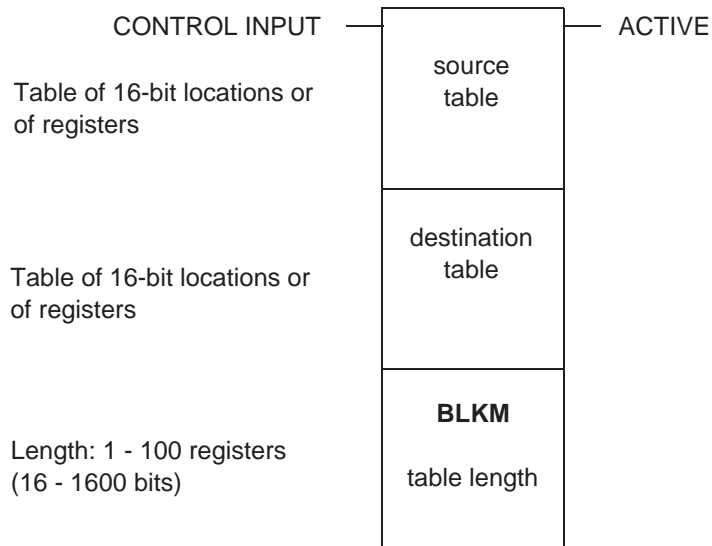 CONTROL INPUT
ACTIVE
source
table
Table of 16-bit locations or
of registers
destination
table
Table of 16-bit locations or
of registers
BLKM
Length: 1 - 100 registers
(16 - 1600 bits)
table length